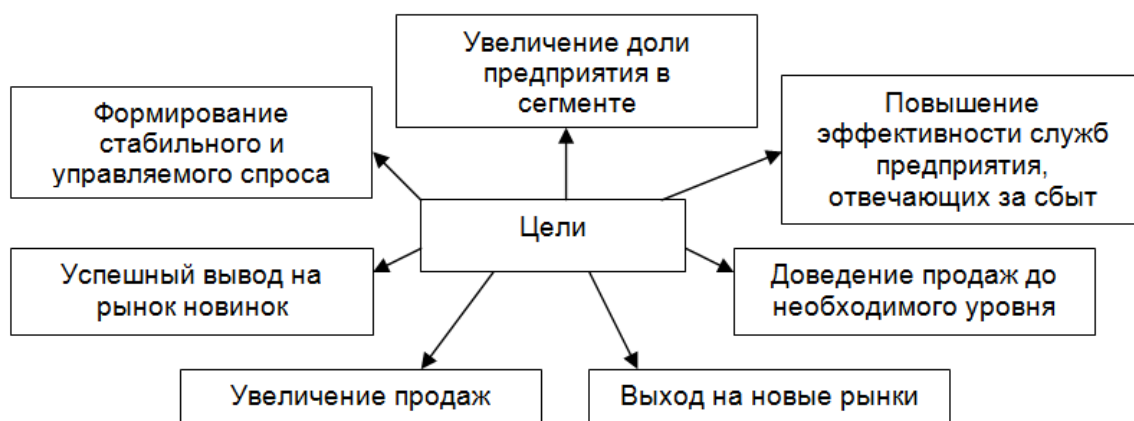 Увеличение доли
предприятия в
сегменте
Формирование
стабильного и
управляемого спроса
Повышение
эффективности служб
предприятия,
отвечающих за сбыт
Цели
Успешный вывод на
рынок новинок
Доведение продаж до
необходимого уровня
Увеличение продаж
Выход на новые рынки